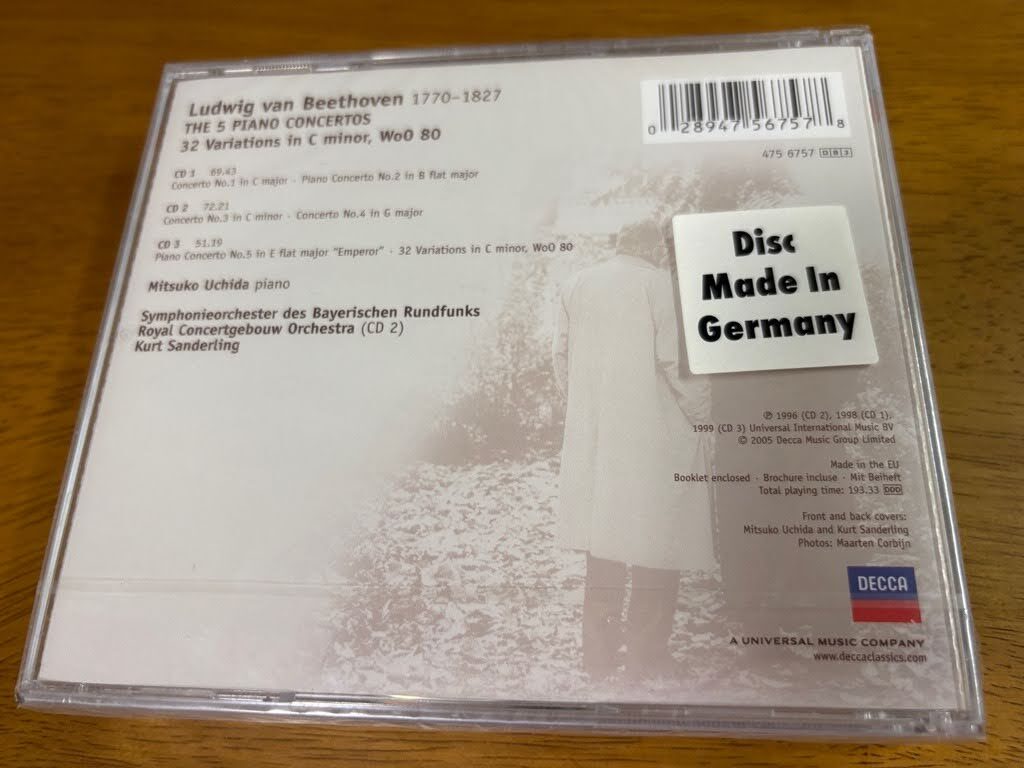 Ludwig van Beethoven 1770–1827
THE 5 PIANO CONCERTOS
32 Variations in C minor, WoO 80
CD 1 69.43
Concerto No.1 in C major · Piano Concerto No.2 in B flat major
CD 2 72.21
Concerto No.3 in C minor · Concerto No.4 in G major
CD 3 51.19
Piano Concerto No.5 in E flat major "Emperor" · 32 Variations in C minor, WoO 80
Mitsuko Uchida piano
Symphonieorchester des Bayerischen Rundfunks
Royal Concertgebouw Orchestra (CD 2)
Kurt Sanderling
0 28947 56757 8
475 6757 DB3
Disc
Made In
Germany
℗ 1996 (CD 2), 1998 (CD 1),
1999 (CD 3) Universal International Music BV
© 2005 Decca Music Group Limited
Made in the EU
Booklet enclosed · Brochure incluse · Mit Beiheft
Total playing time: 193.33 DDD
Front and back covers:
Mitsuko Uchida and Kurt Sanderling
Photos: Maarten Corbijn
DECCA
A UNIVERSAL MUSIC COMPANY
www.deccaclassics.com